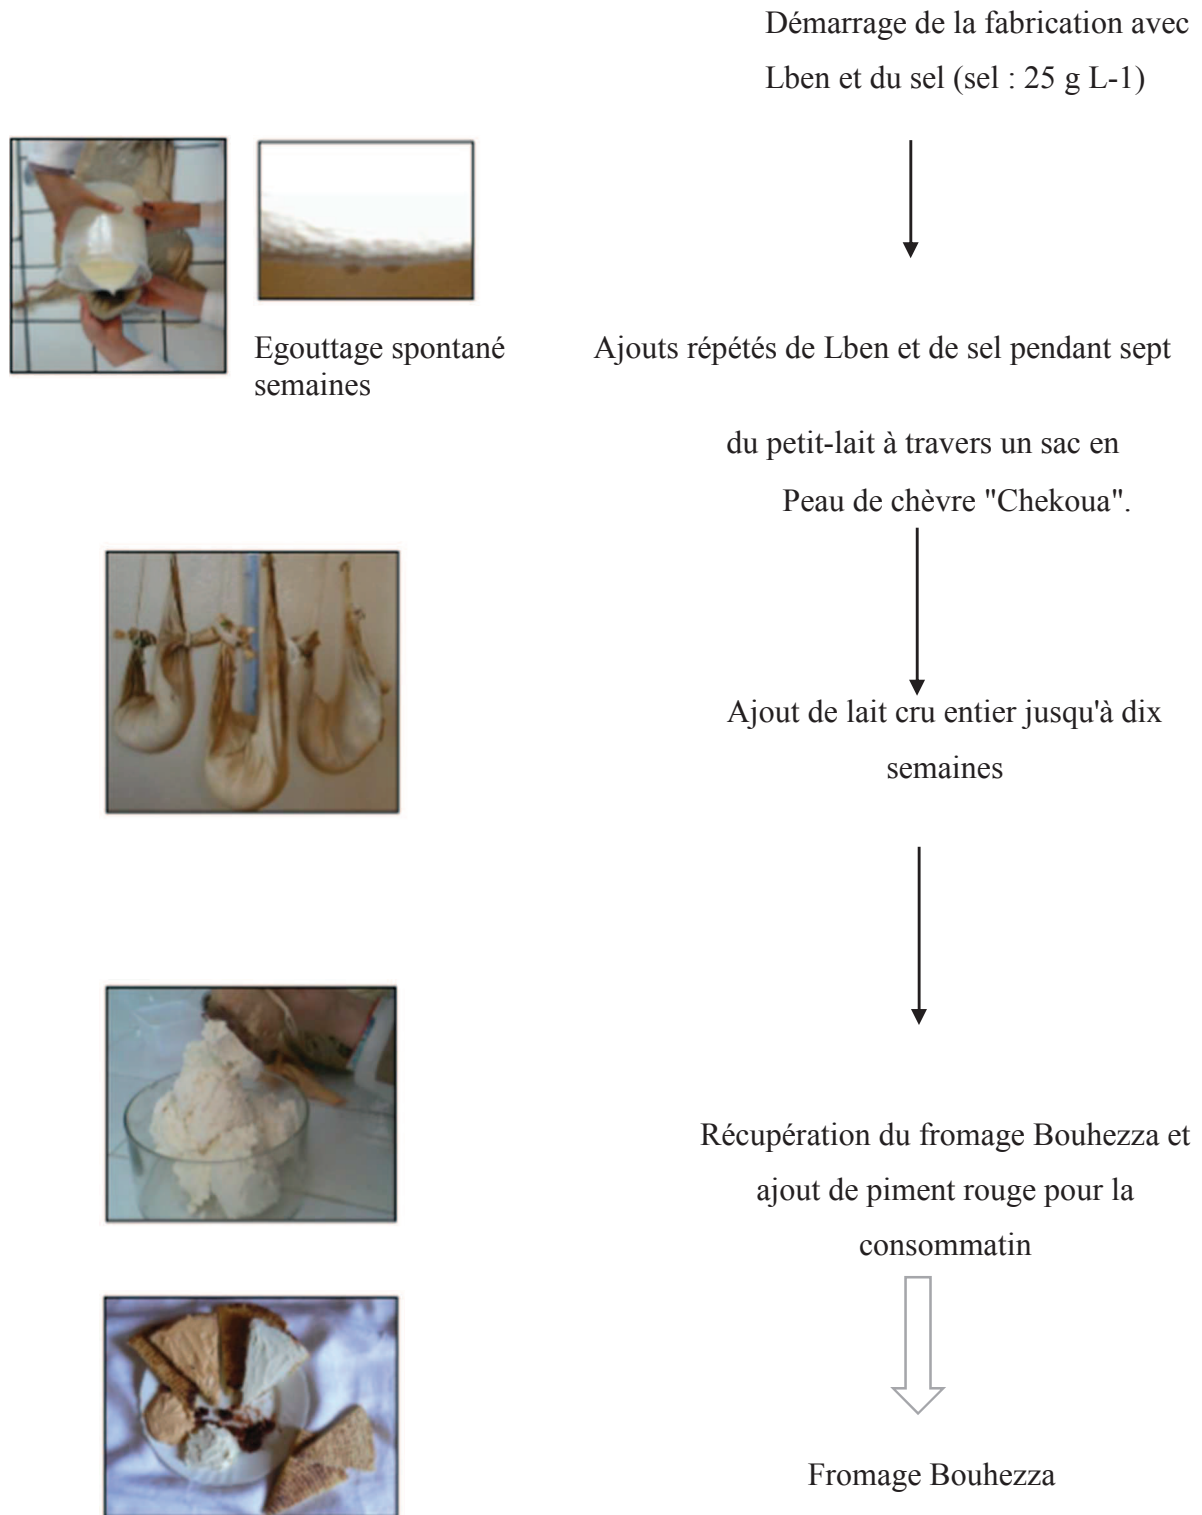 Démarrage de la fabrication avec
Lben et du sel (sel : 25 g L-1)
Egouttage spontané
semaines
Ajouts répétés de Lben et de sel pendant sept
du petit-lait à travers un sac en
Peau de chèvre "Chekoua".
Ajout de lait cru entier jusqu'à dix
semaines
Récupération du fromage Bouhezza et
ajout de piment rouge pour la
consommatin
Fromage Bouhezza